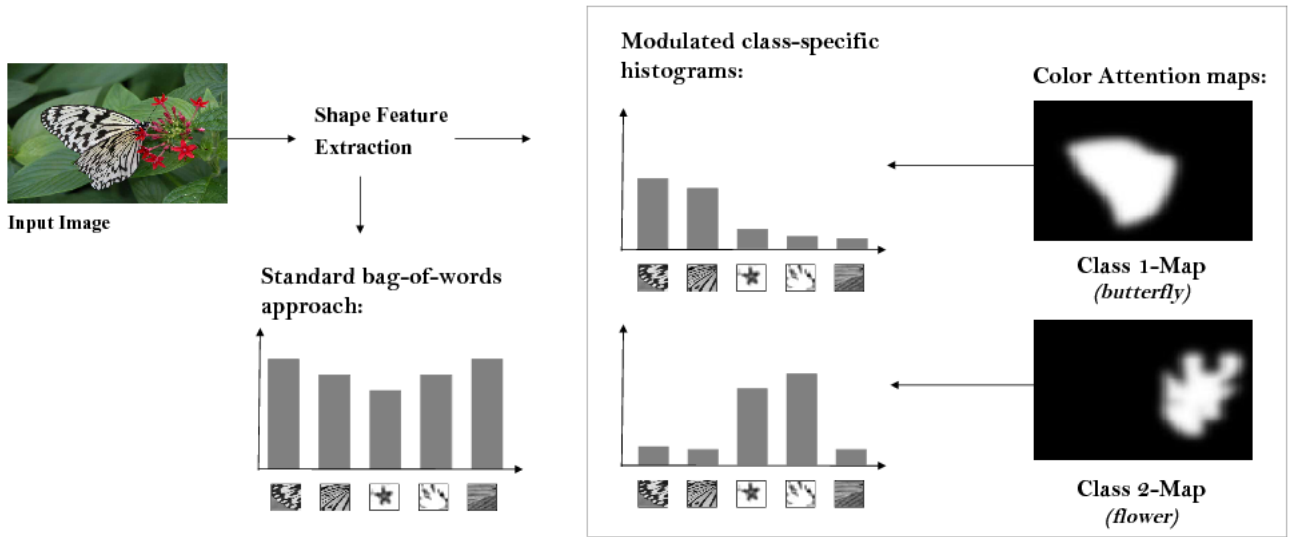 Input Image
Shape Feature
Extraction
Standard bag-of-words
approach:
Modulated class-specific
histograms:
Color Attention maps:
Class 1-Map
(butterfly)
Class 2-Map
(flower)